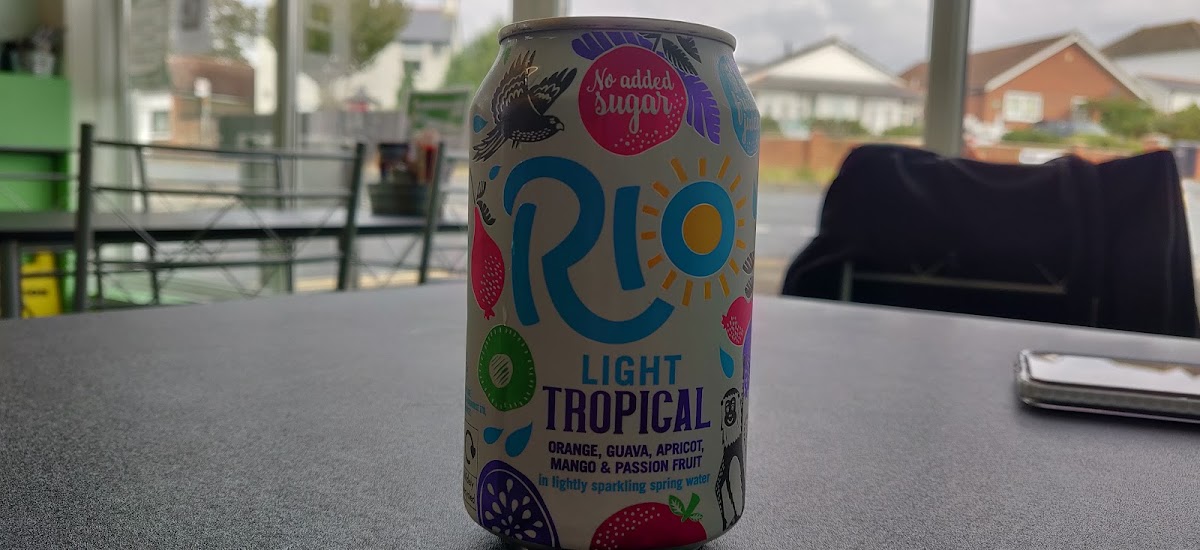 No added
sugar
RIO
LIGHT
TROPICAL
ORANGE, GUAVA, APRICOT,
MANGO & PASSION FRUIT
in lightly sparkling spring water